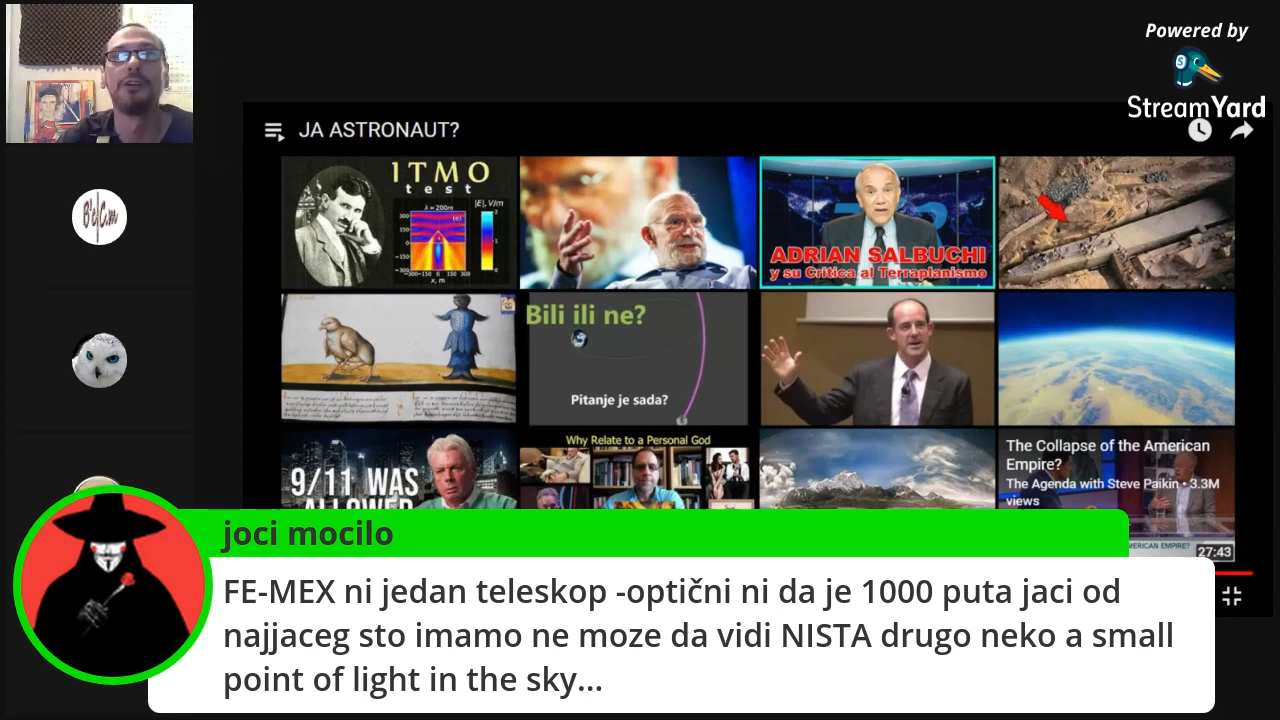 Powered by
StreamYard
JA ASTRONAUT?
ITMO
test
λ = 200m
|E|, V/m
x, m
ADRIAN SALBUCHI
y su Critica al Terraplanismo
Bili ili ne?
Pitanje je sada?
9/11 WAS
Why Relate to a Personal God
The Collapse of the American
Empire?
The Agenda with Steve Paikin • 3.3M
views
27:43
joci mocilo
FE-MEX ni jedan teleskop -optični ni da je 1000 puta jaci od
najjaceg sto imamo ne moze da vidi NISTA drugo neko a small
point of light in the sky...